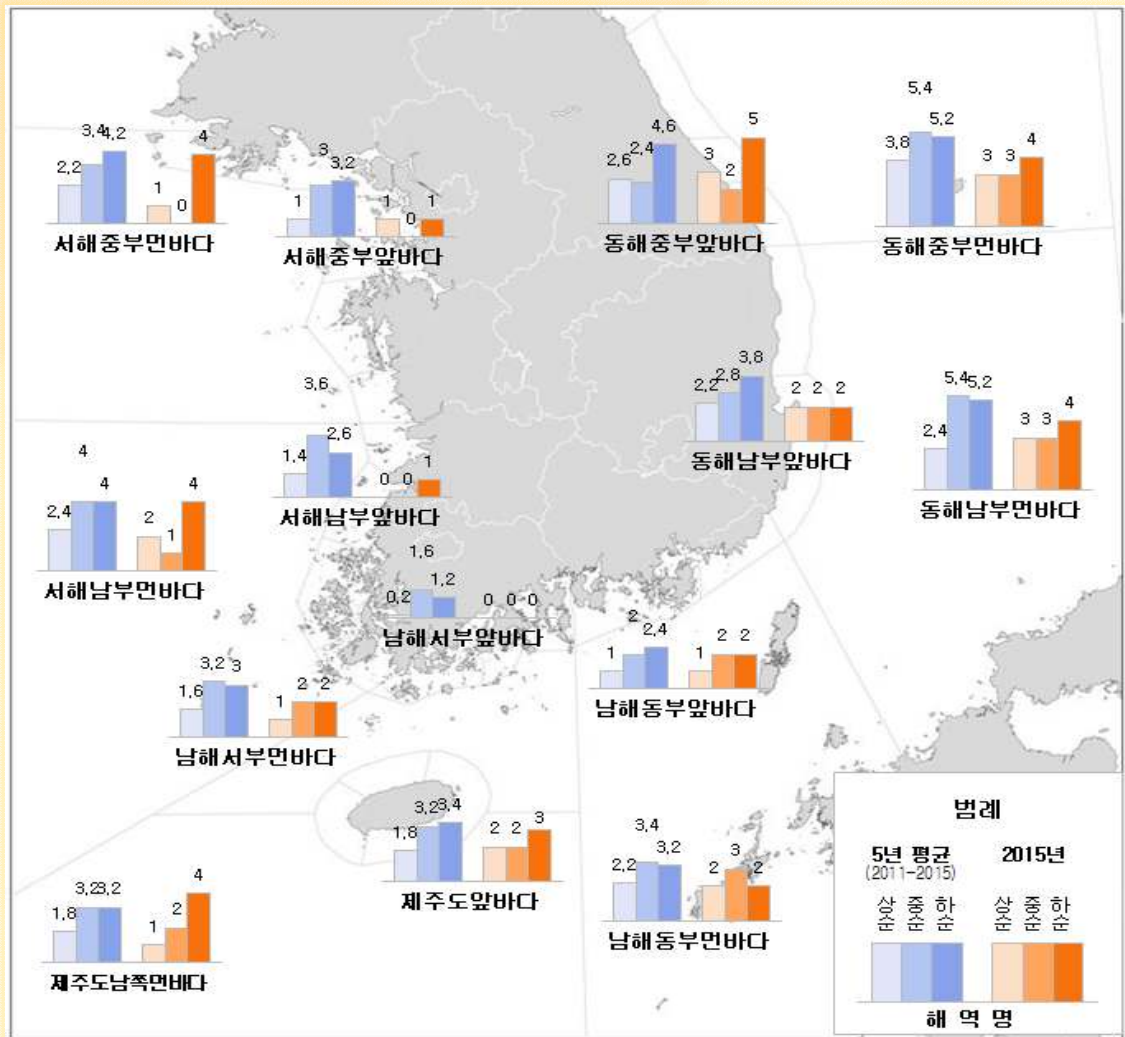 2,2 3,4 4,2 1 0 4
서해중부먼바다
1 3 3,2 1 0 1
서해중부앞바다
2,6 2,4 4,6 3 2 5
동해중부앞바다
3,8 5,4 5,2 3 3 4
동해중부먼바다
2,2 2,8 3,8 2 2 2
동해남부앞바다
2,4 5,4 5,2 3 3 4
동해남부먼바다
1,4 3,6 2,6 0 0 1
서해남부앞바다
2,4 4 4 2 1 4
서해남부먼바다
0,2 1,6 1,2 0 0 0
남해서부앞바다
1 2 2,4 1 2 2
남해동부앞바다
1,6 3,2 3 1 2 2
남해서부먼바다
1,8 3,2 3,4 2 2 3
제주도앞바다
2,2 3,4 3,2 2 3 2
남해동부먼바다
1,8 3,2 3,2 1 2 4
제주도남쪽먼바다
범례
5년 평균 2015년
(2011-2015)
상순 중순 하순 상순 중순 하순
해 역 명